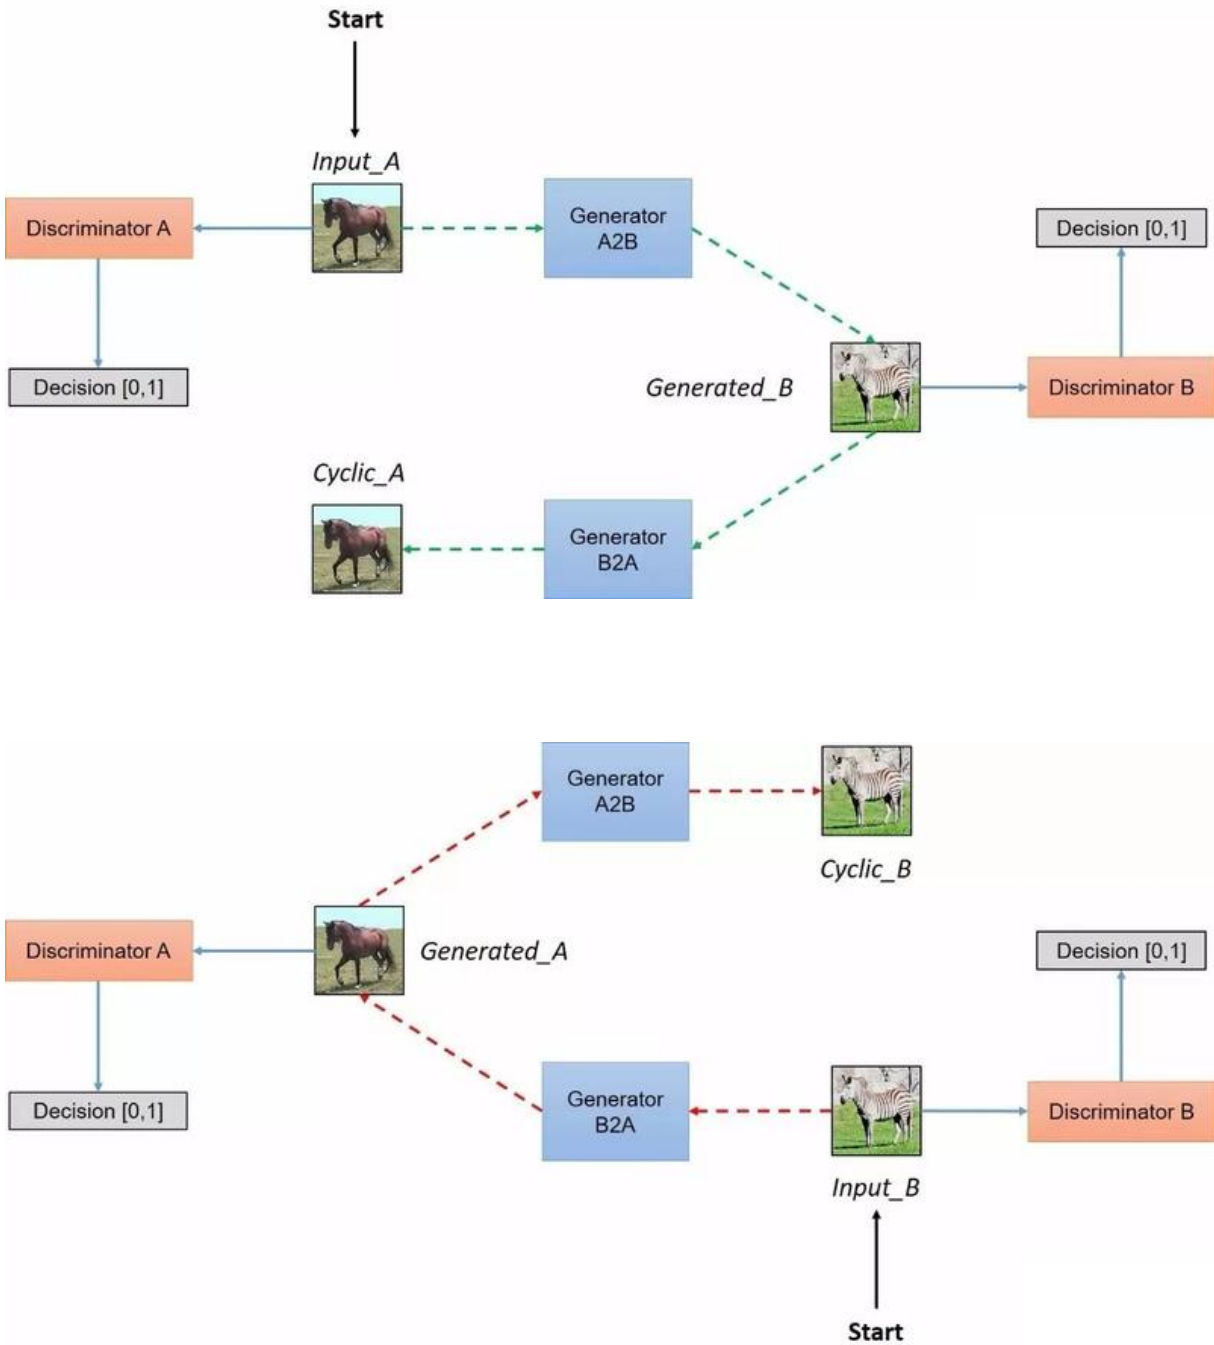 Start
Input_A
Discriminator A
Generator
A2B
Decision [0,1]
Decision [0,1]
Generated_B
Discriminator B
Cyclic_A
Generator
B2A
Generator
A2B
Cyclic_B
Discriminator A
Generated_A
Decision [0,1]
Decision [0,1]
Generator
B2A
Discriminator B
Input_B
Start